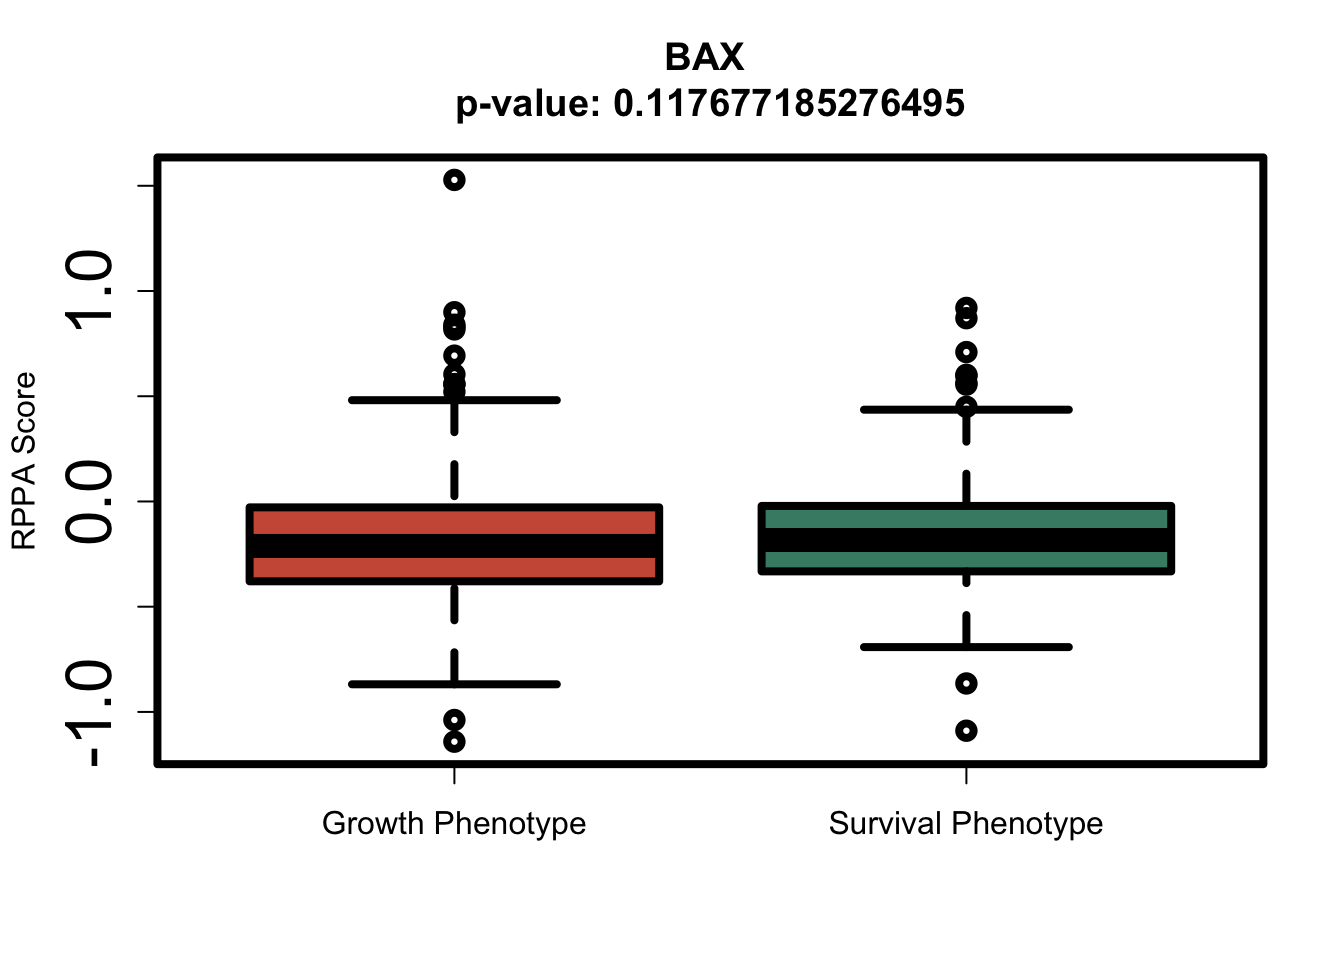 BAX
p-value: 0.117677185276495
RPPA Score
1.0
0.0
-1.0
Growth Phenotype
Survival Phenotype